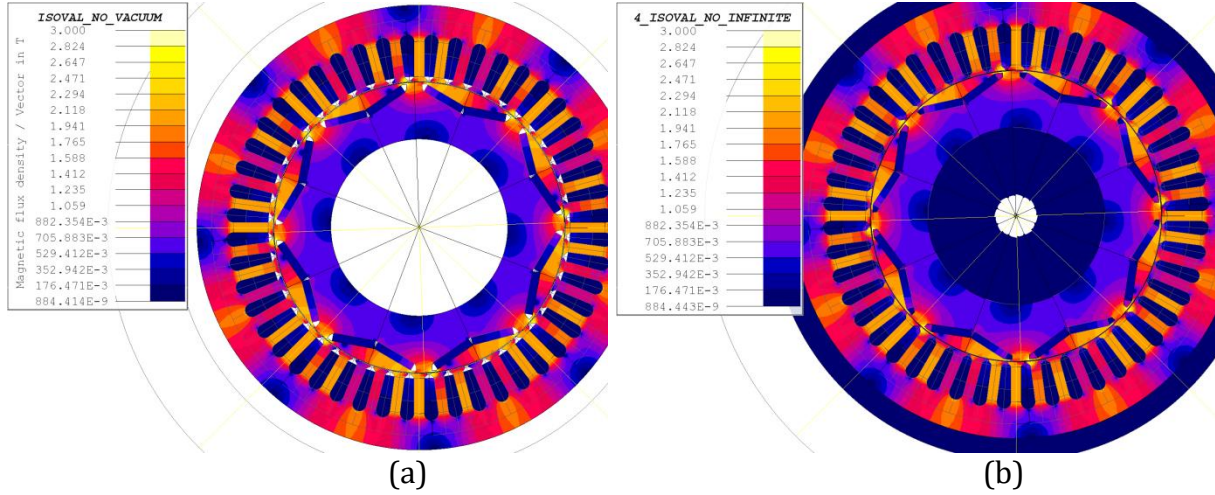 ISOVAL_NO_VACUUM
Magnetic flux density / Vector in T
3.000
2.824
2.647
2.471
2.294
2.118
1.941
1.765
1.588
1.412
1.235
1.059
882.354E-3
705.883E-3
529.412E-3
352.942E-3
176.471E-3
884.414E-9
(a)
4_ISOVAL_NO_INFINITE
3.000
2.824
2.647
2.471
2.294
2.118
1.941
1.765
1.588
1.412
1.235
1.059
882.354E-3
705.883E-3
529.412E-3
352.942E-3
176.471E-3
884.443E-9
(b)